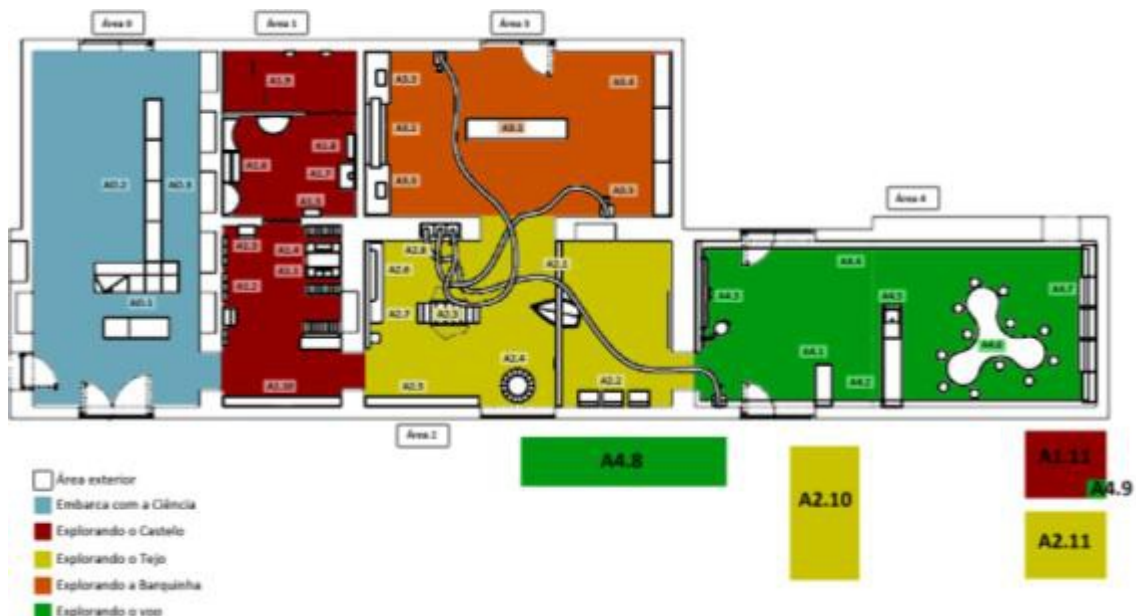 Área 0
Área 1
Área 3
A1.9
A3.4
A3.2
A1.8
A1.6
A1.7
A0.2
A0.3
A3.3
A3.5
A1.5
Área 4
A1.3
A1.4
A2.8
A2.1
A1.1
A2.6
A4.4
A1.2
A4.3
A4.7
A0.1
A2.7
A2.3
A4.5
A4.6
A2.4
A4.1
A1.10
A2.5
A2.2
A4.2
Área 2
A4.8
A1.11
A4.9
A2.10
A2.11
Área exterior
Embarca com a Ciência
Explorando o Castelo
Explorando o Tejo
Explorando a Barquinha
Explorando o voo